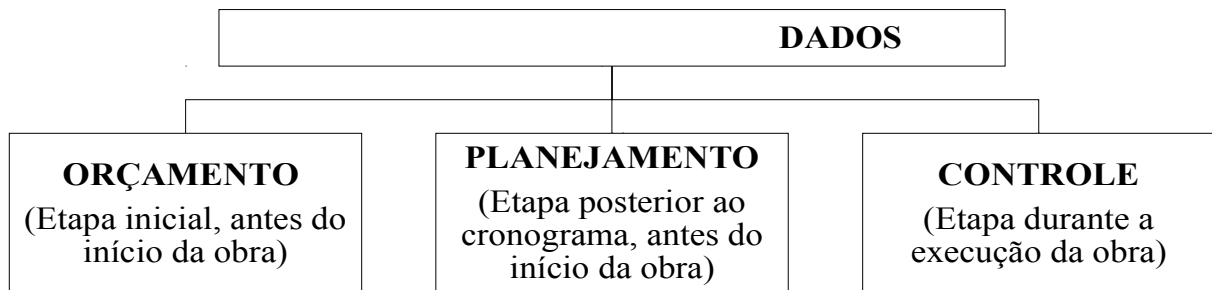 DADOS
ORÇAMENTO
(Etapa inicial, antes do
início da obra)
PLANEJAMENTO
(Etapa posterior ao
cronograma, antes do
início da obra)
CONTROLE
(Etapa durante a
execução da obra)